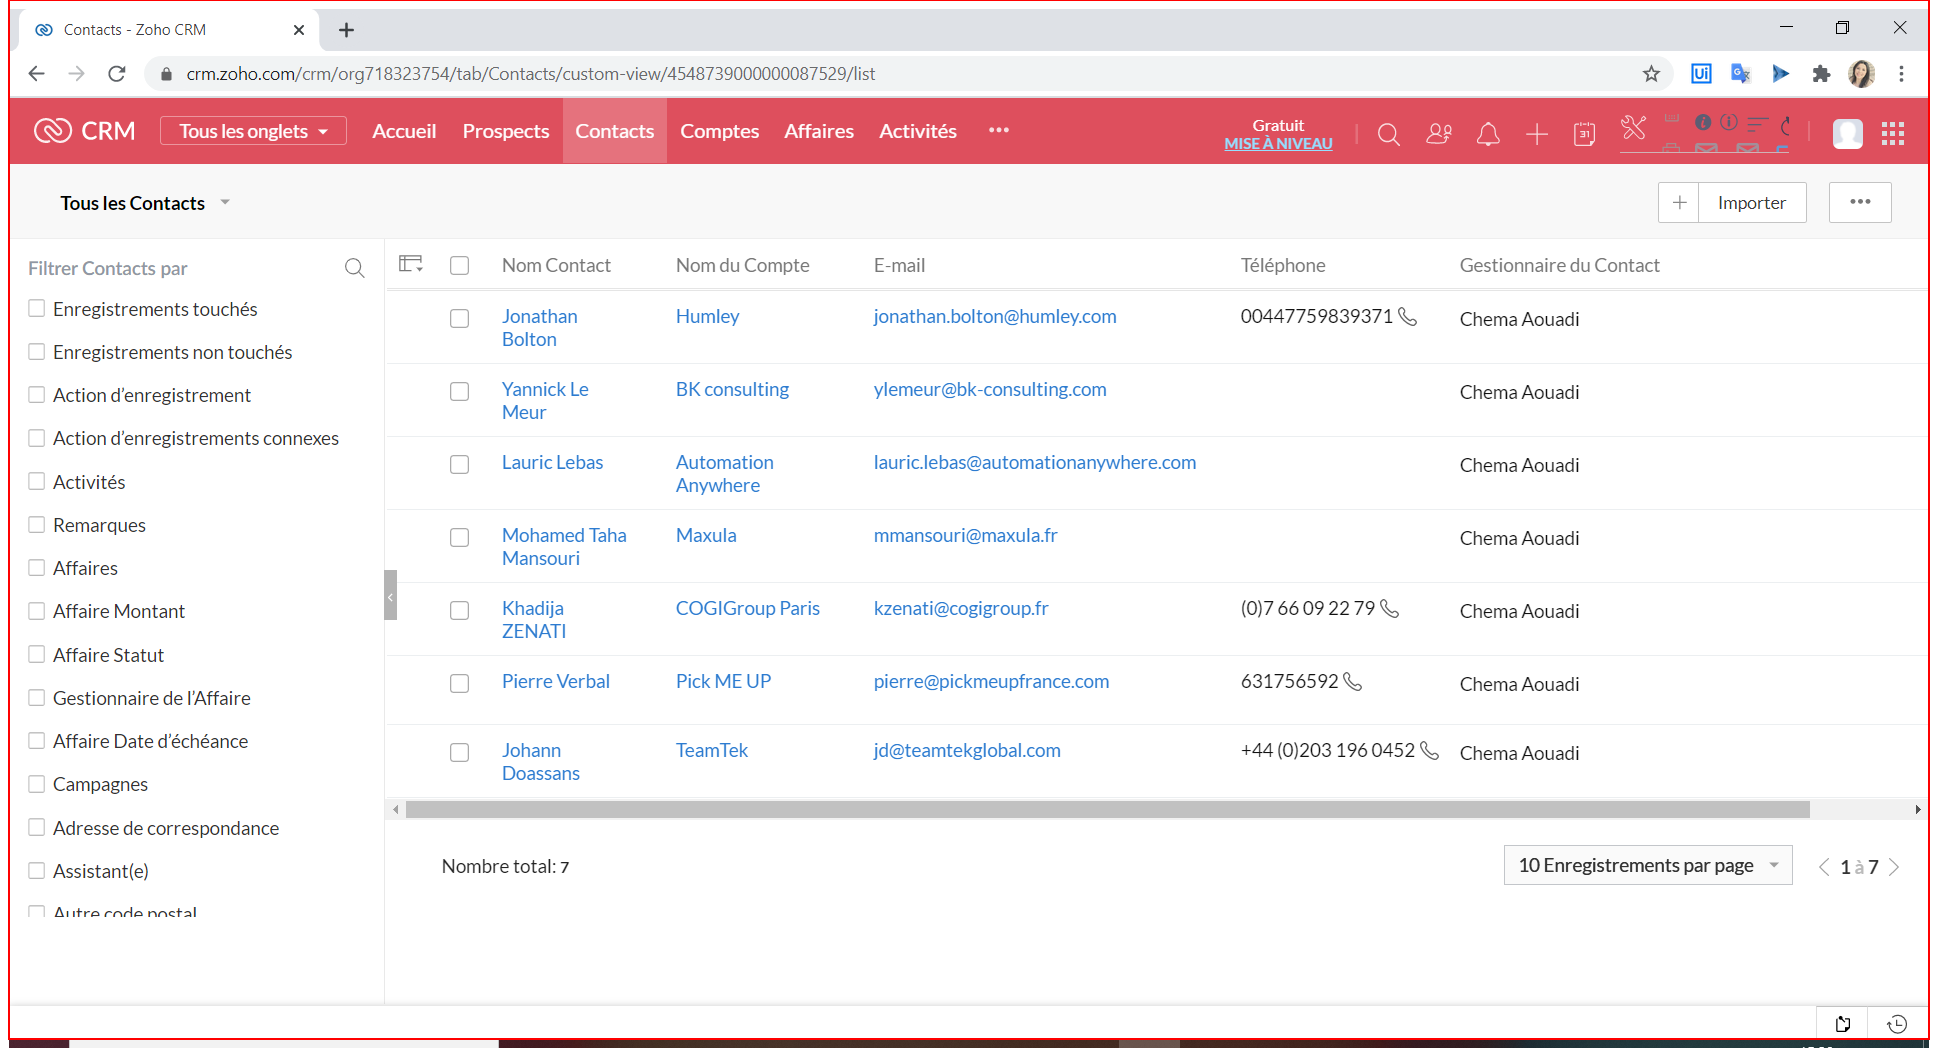 Contacts - Zoho CRM
crm.zoho.com/crm/org718323754/tab/Contacts/custom-view/4548739000000087529/list
CRM Tous les onglets Accueil Prospects Contacts Comptes Affaires Activités ••• Gratuit
MISE À NIVEAU
31
Tous les Contacts
Importer
Filtrer Contacts par
Enregistrements touchés
Enregistrements non touchés
Action d'enregistrement
Action d'enregistrements connexes
Activités
Remarques
Affaires
Affaire Montant
Affaire Statut
Gestionnaire de l'Affaire
Affaire Date d'échéance
Campagnes
Adresse de correspondance
Assistant(e)
Autre code postal
Nom Contact Nom du Compte E-mail Téléphone Gestionnaire du Contact
Jonathan Bolton Humley jonathan.bolton@humley.com 00447759839371 Chema Aouadi
Yannick Le Meur BK consulting ylemeur@bk-consulting.com Chema Aouadi
Lauric Lebas Automation Anywhere lauric.lebas@automationanywhere.com Chema Aouadi
Mohamed Taha Mansouri Maxula mmansouri@maxula.fr Chema Aouadi
Khadija ZENATI COGIGroup Paris kzenati@cogigroup.fr (0)7 66 09 22 79 Chema Aouadi
Pierre Verbal Pick ME UP pierre@pickmeupfrance.com 631756592 Chema Aouadi
Johann Doassans TeamTek jd@teamtekglobal.com +44 (0)203 196 0452 Chema Aouadi
Nombre total: 7
10 Enregistrements par page
1 à 7